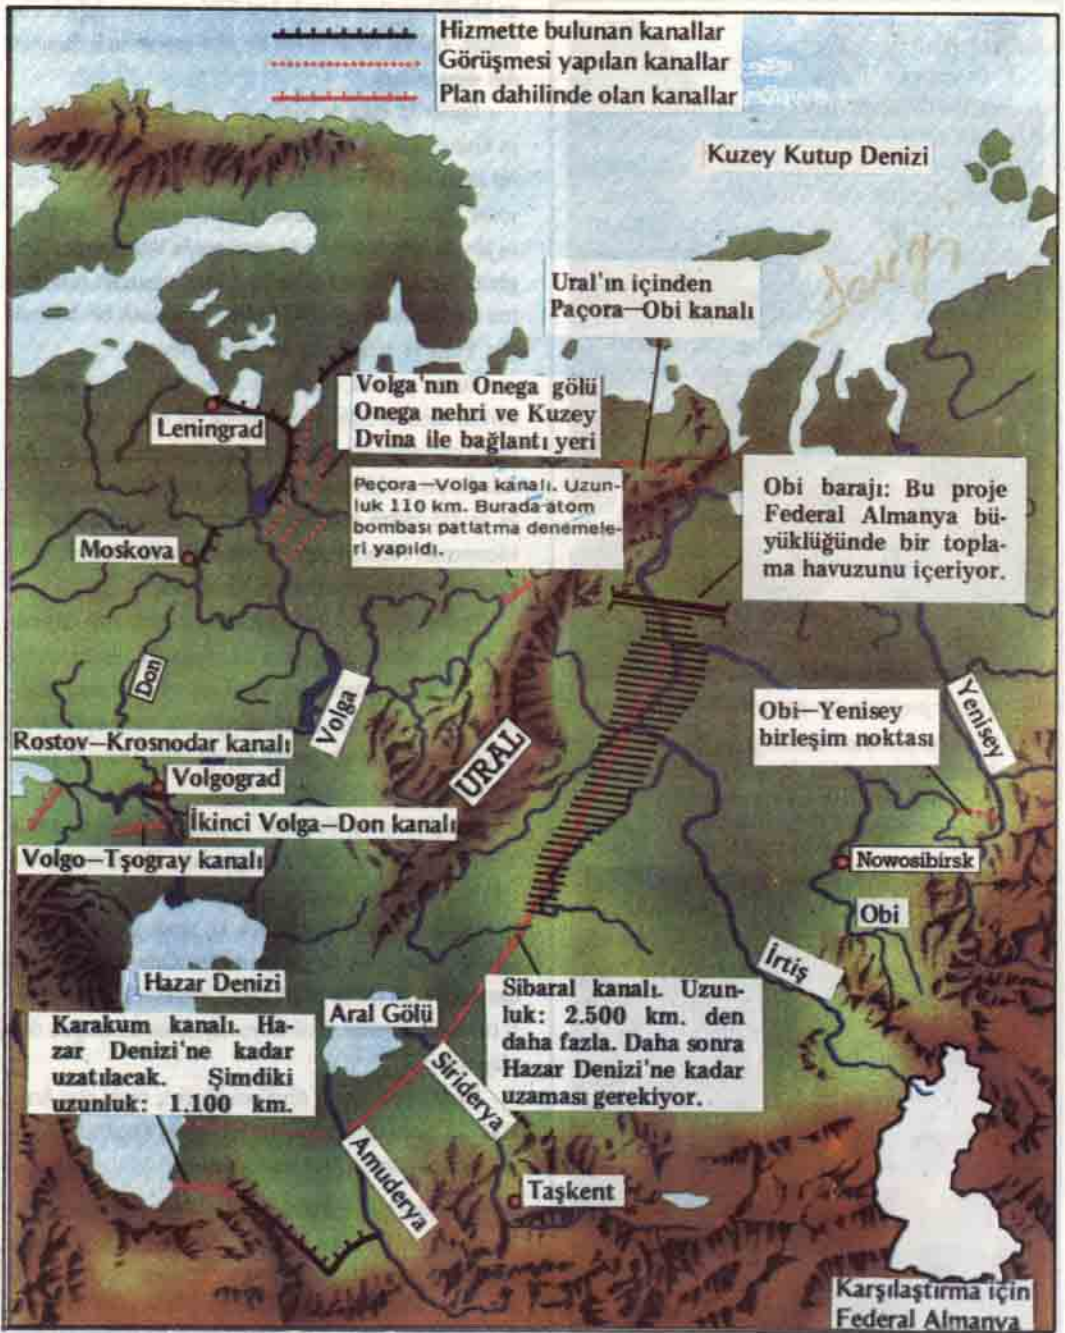 Hizmette bulunan kanallar
Görüşmesi yapılan kanallar
Plan dahilinde olan kanallar
Kuzey Kutup Denizi
Ural'ın içinden
Paçora—Obi kanalı
Volga'nın Onega gölü
Onega nehri ve Kuzey
Dvina ile bağlantı yeri
Leningrad
Peçora—Volga kanalı. Uzun-
luk 110 km. Burada atom
bombası patlatma denemele-
ri yapıldı.
Obi barajı: Bu proje
Federal Almanya bü-
yüklüğünde bir topla-
ma havuzunu içeriyor.
Moskova
Don
Volga
URAL
Obi—Yenisey
birleşim noktası
Yenisey
Rostov—Krosnodar kanalı
Volgograd
İkinci Volga—Don kanalı
Volgo—Tşogray kanalı
Nowosibirsk
Obi
İrtiş
Hazar Denizi
Aral Gölü
Sibaral kanalı. Uzun-
luk: 2.500 km. den
daha fazla. Daha sonra
Hazar Denizi'ne kadar
uzaması gerekiyor.
Karakum kanalı. Ha-
zar Denizi'ne kadar
uzatılacak. Şimdiki
uzunluk: 1.100 km.
Siriderya
Amuderya
Taşkent
Karşılaştırma için
Federal Almanya